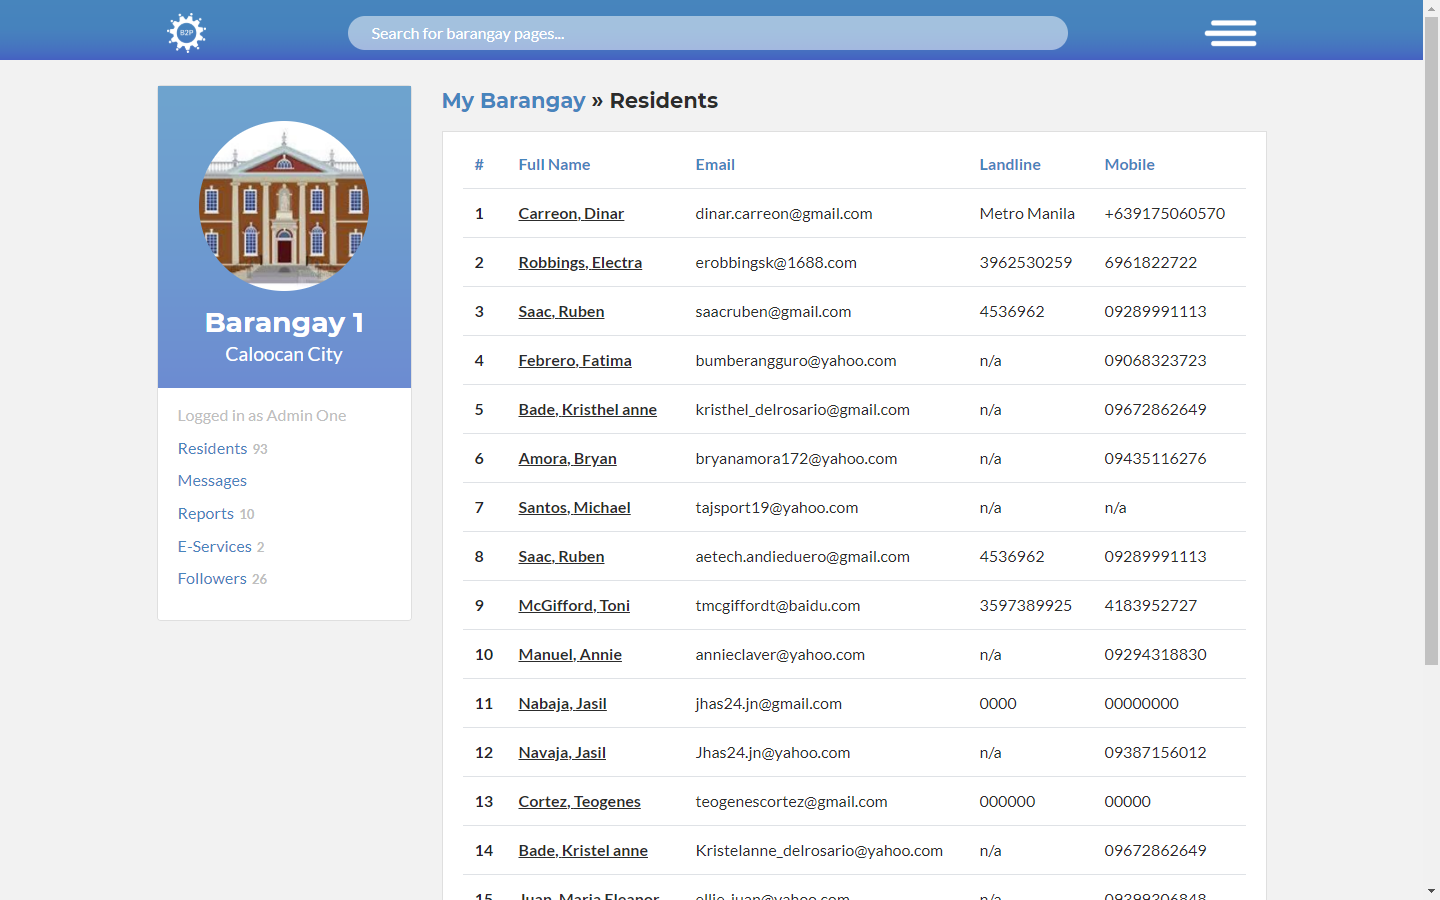 B2P
Search for barangay pages...
Barangay 1
Caloocan City
Logged in as Admin One
Residents 93
Messages
Reports 10
E-Services 2
Followers 26
My Barangay » Residents
# Full Name Email Landline Mobile
1 Carreon, Dinar dinar.carreon@gmail.com Metro Manila +639175060570
2 Robbings, Electra erobbingsk@1688.com 3962530259 6961822722
3 Saac, Ruben saacruben@gmail.com 4536962 09289991113
4 Febrero, Fatima bumberangguro@yahoo.com n/a 09068323723
5 Bade, Kristhel anne kristhel_delrosario@gmail.com n/a 09672862649
6 Amora, Bryan bryanamora172@yahoo.com n/a 09435116276
7 Santos, Michael tajsport19@yahoo.com n/a n/a
8 Saac, Ruben aetech.andieduero@gmail.com 4536962 09289991113
9 McGifford, Toni tmcgiffordt@baidu.com 3597389925 4183952727
10 Manuel, Annie annieclaver@yahoo.com n/a 09294318830
11 Nabaja, Jasil jhas24.jn@gmail.com 0000 00000000
12 Navaja, Jasil Jhas24.jn@yahoo.com n/a 09387156012
13 Cortez, Teogenes teogenescortez@gmail.com 000000 00000
14 Bade, Kristel anne Kristelanne_delrosario@yahoo.com n/a 09672862649
15 Juan, Maria Eleanor ellie_juan@yahoo.com n/a 09399306848